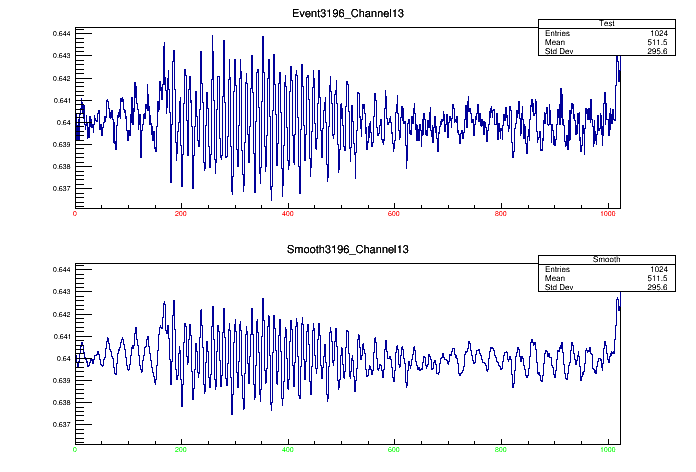 Event3196_Channel13
Test
Entries 1024
Mean 511.5
Std Dev 295.6
0.644
0.643
0.642
0.641
0.64
0.639
0.638
0.637
0 200 400 600 800 1000
Smooth3196_Channel13
Smooth
Entries 1024
Mean 511.5
Std Dev 295.6
0.644
0.643
0.642
0.641
0.64
0.639
0.638
0.637
0 200 400 600 800 1000